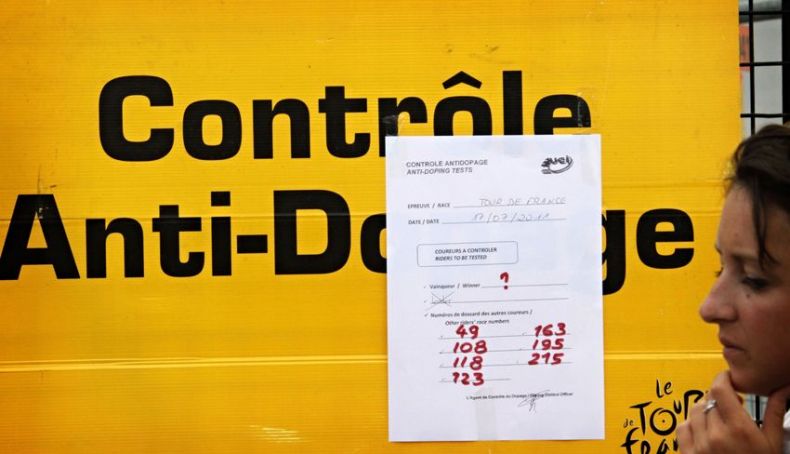 Contrôle
Anti-Do ge
CONTROLE ANTIDOPAGE
ANTI-DOPING TESTS
UCI
EPREUVE / RACE TOUR DE FRANCE
DATE / DATE 17/07/2011
COUREURS A CONTROLER
RIDERS TO BE TESTED
Vainqueur / Winner ?
Numéros de dossard des autres coureurs /
Other riders' race numbers
49 163
108 195
118 215
123
L'Agent de Contrôle du Dopage / Doping Control Officer
le
de TOUR
france